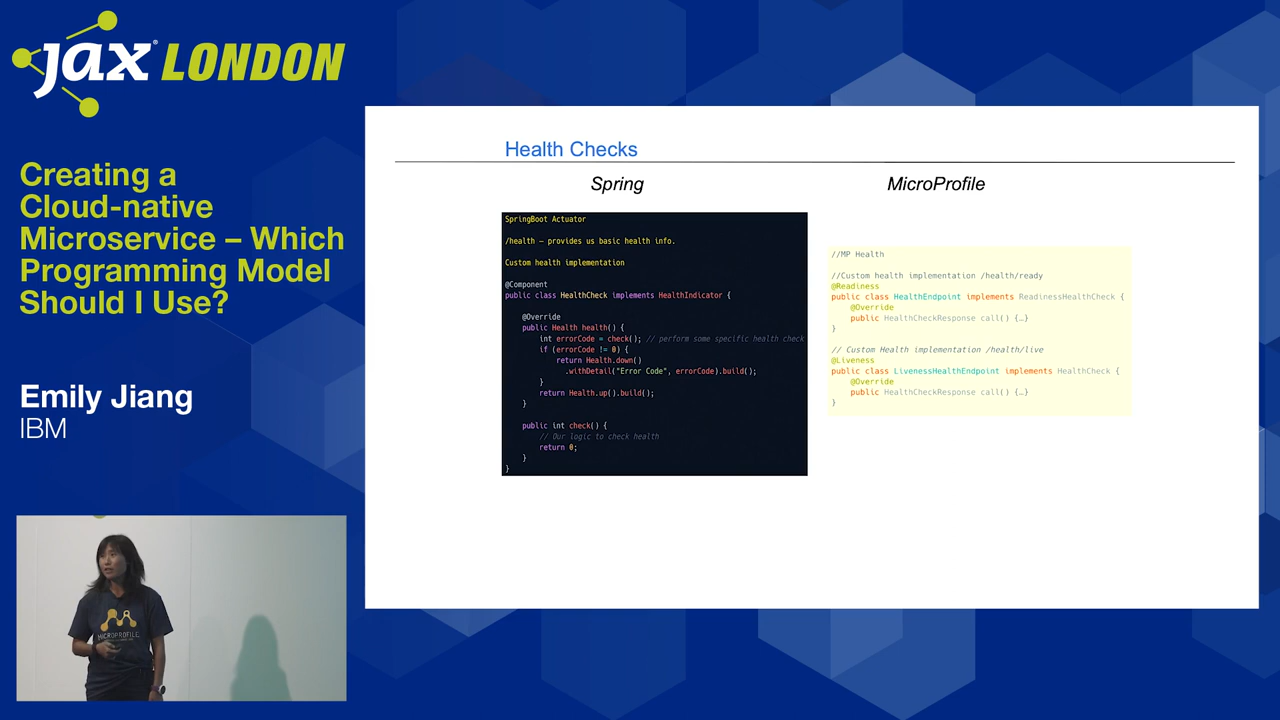 jax® LONDON
Creating a
Cloud-native
Microservice – Which
Programming Model
Should I Use?
Emily Jiang
IBM
MICROPROFILE
Health Checks
Spring
MicroProfile
SpringBoot Actuator
/health – provides us basic health info.
Custom health implementation
@Component
public class HealthCheck implements HealthIndicator {
@Override
public Health health() {
int errorCode = check(); // perform some specific health check
if (errorCode != 0) {
return Health.down()
.withDetail("Error Code", errorCode).build();
}
return Health.up().build();
}
public int check() {
// Our logic to check health
return 0;
}
}
//MP Health
//Custom health implementation /health/ready
@Readiness
public class HealthEndpoint implements ReadinessHealthCheck {
@Override
public HealthCheckResponse call() {…}
}
// Custom Health implementation /health/live
@Liveness
public class LivenessHealthEndpoint implements HealthCheck {
@Override
public HealthCheckResponse call() {…}
}